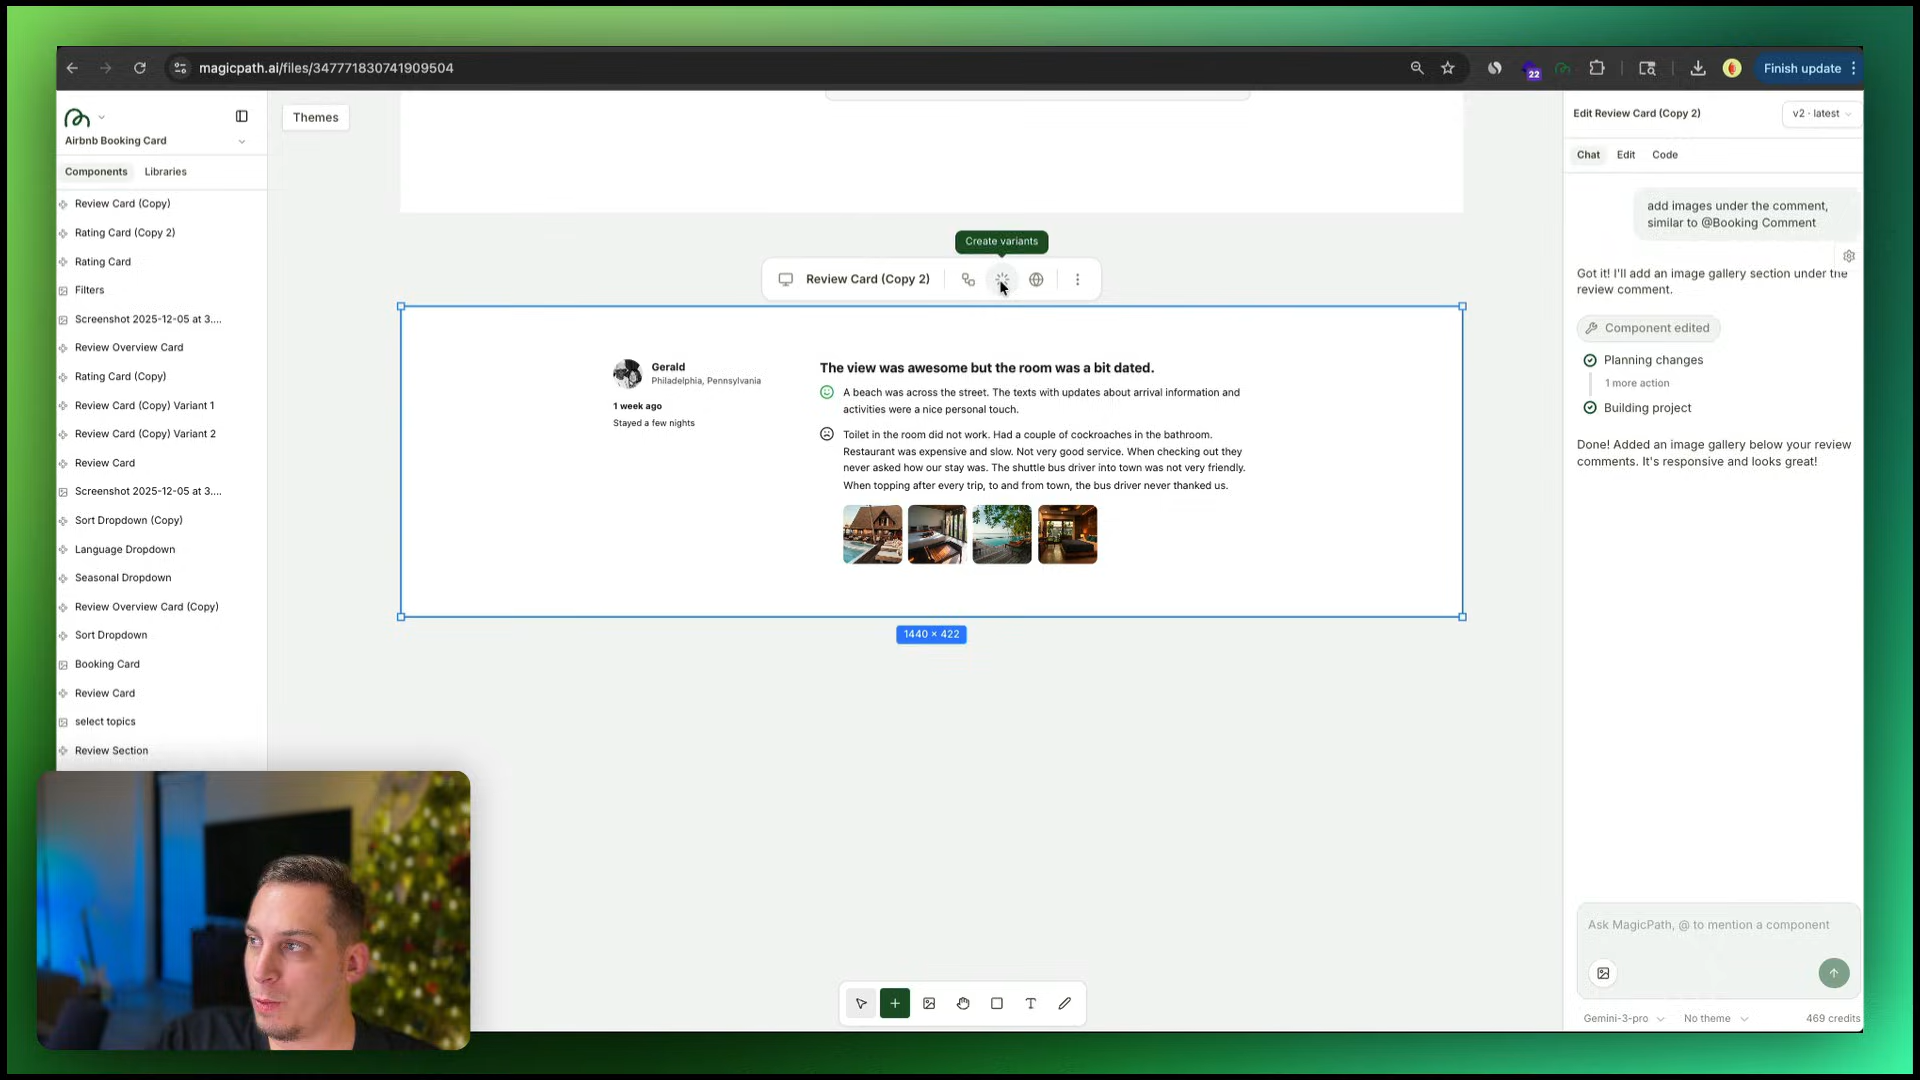 magicpath.ai/files/347771830741909504
22
Finish update
Airbnb Booking Card
Components
Libraries
Review Card (Copy)
Rating Card (Copy 2)
Rating Card
Filters
Screenshot 2025-12-05 at 3....
Review Overview Card
Rating Card (Copy)
Review Card (Copy) Variant 1
Review Card (Copy) Variant 2
Review Card
Screenshot 2025-12-05 at 3....
Sort Dropdown (Copy)
Language Dropdown
Seasonal Dropdown
Review Overview Card (Copy)
Sort Dropdown
Booking Card
Review Card
select topics
Review Section
Themes
Create variants
Review Card (Copy 2)
Gerald
Philadelphia, Pennsylvania
1 week ago
Stayed a few nights
The view was awesome but the room was a bit dated.
A beach was across the street. The texts with updates about arrival information and
activities were a nice personal touch.
Toilet in the room did not work. Had a couple of cockroaches in the bathroom.
Restaurant was expensive and slow. Not very good service. When checking out they
never asked how our stay was. The shuttle bus driver into town was not very friendly.
When topping after every trip, to and from town, the bus driver never thanked us.
1440 × 422
Edit Review Card (Copy 2)
v2 · latest
Chat
Edit
Code
add images under the comment,
similar to @Booking Comment
Got it! I'll add an image gallery section under the
review comment.
Component edited
Planning changes
1 more action
Building project
Done! Added an image gallery below your review
comments. It's responsive and looks great!
Ask MagicPath, @ to mention a component
Gemini-3-pro
No theme
469 credits